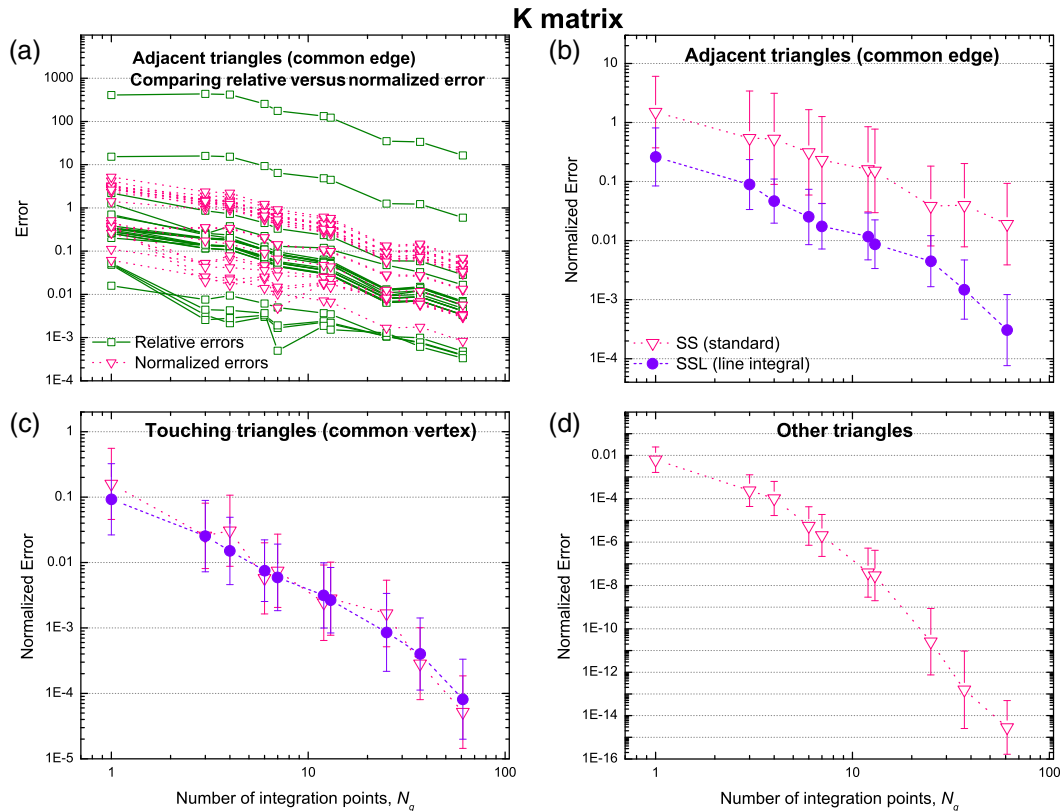 K matrix
(a)
Adjacent triangles (common edge)
Comparing relative versus normalized error
Error
1000
100
10
1
0.1
0.01
1E-3
1E-4
Relative errors
Normalized errors
(b)
Adjacent triangles (common edge)
Normalized Error
10
1
0.1
0.01
1E-3
1E-4
SS (standard)
SSL (line integral)
1
10
100
(c)
Touching triangles (common vertex)
Normalized Error
1
0.1
0.01
1E-3
1E-4
1E-5
1
10
100
Number of integration points, Nq
(d)
Other triangles
Normalized Error
0.01
1E-4
1E-6
1E-8
1E-10
1E-12
1E-14
1E-16
1
10
100
Number of integration points, Nq